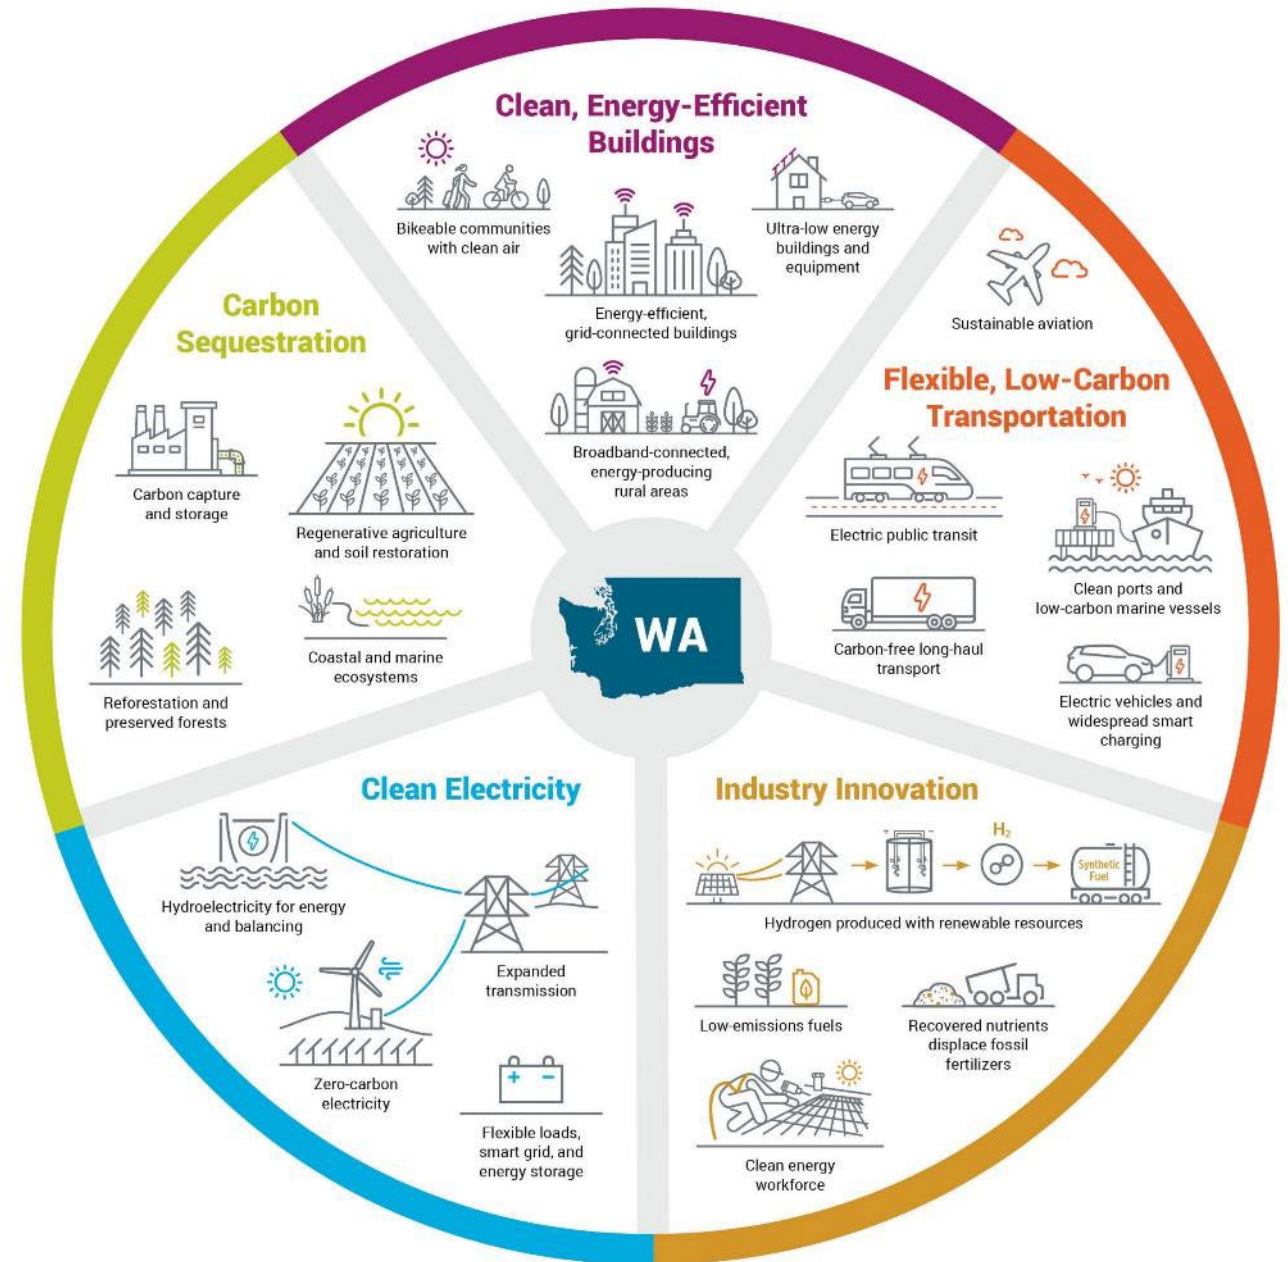 Clean, Energy-Efficient
Buildings
Bikeable communities
with clean air
Energy-efficient,
grid-connected buildings
Ultra-low energy
buildings and
equipment
Broadband-connected,
energy-producing
rural areas
Sustainable aviation
Flexible, Low-Carbon
Transportation
Electric public transit
Clean ports and
low-carbon marine vessels
Carbon-free long-haul
transport
Electric vehicles and
widespread smart
charging
Carbon
Sequestration
Carbon capture
and storage
Regenerative agriculture
and soil restoration
Reforestation and
preserved forests
Coastal and marine
ecosystems
WA
Clean Electricity
Hydroelectricity for energy
and balancing
Expanded
transmission
Zero-carbon
electricity
+ -
Flexible loads,
smart grid, and
energy storage
Industry Innovation
H₂
Synthetic
Fuel
Hydrogen produced with renewable resources
Low-emissions fuels
Recovered nutrients
displace fossil
fertilizers
Clean energy
workforce